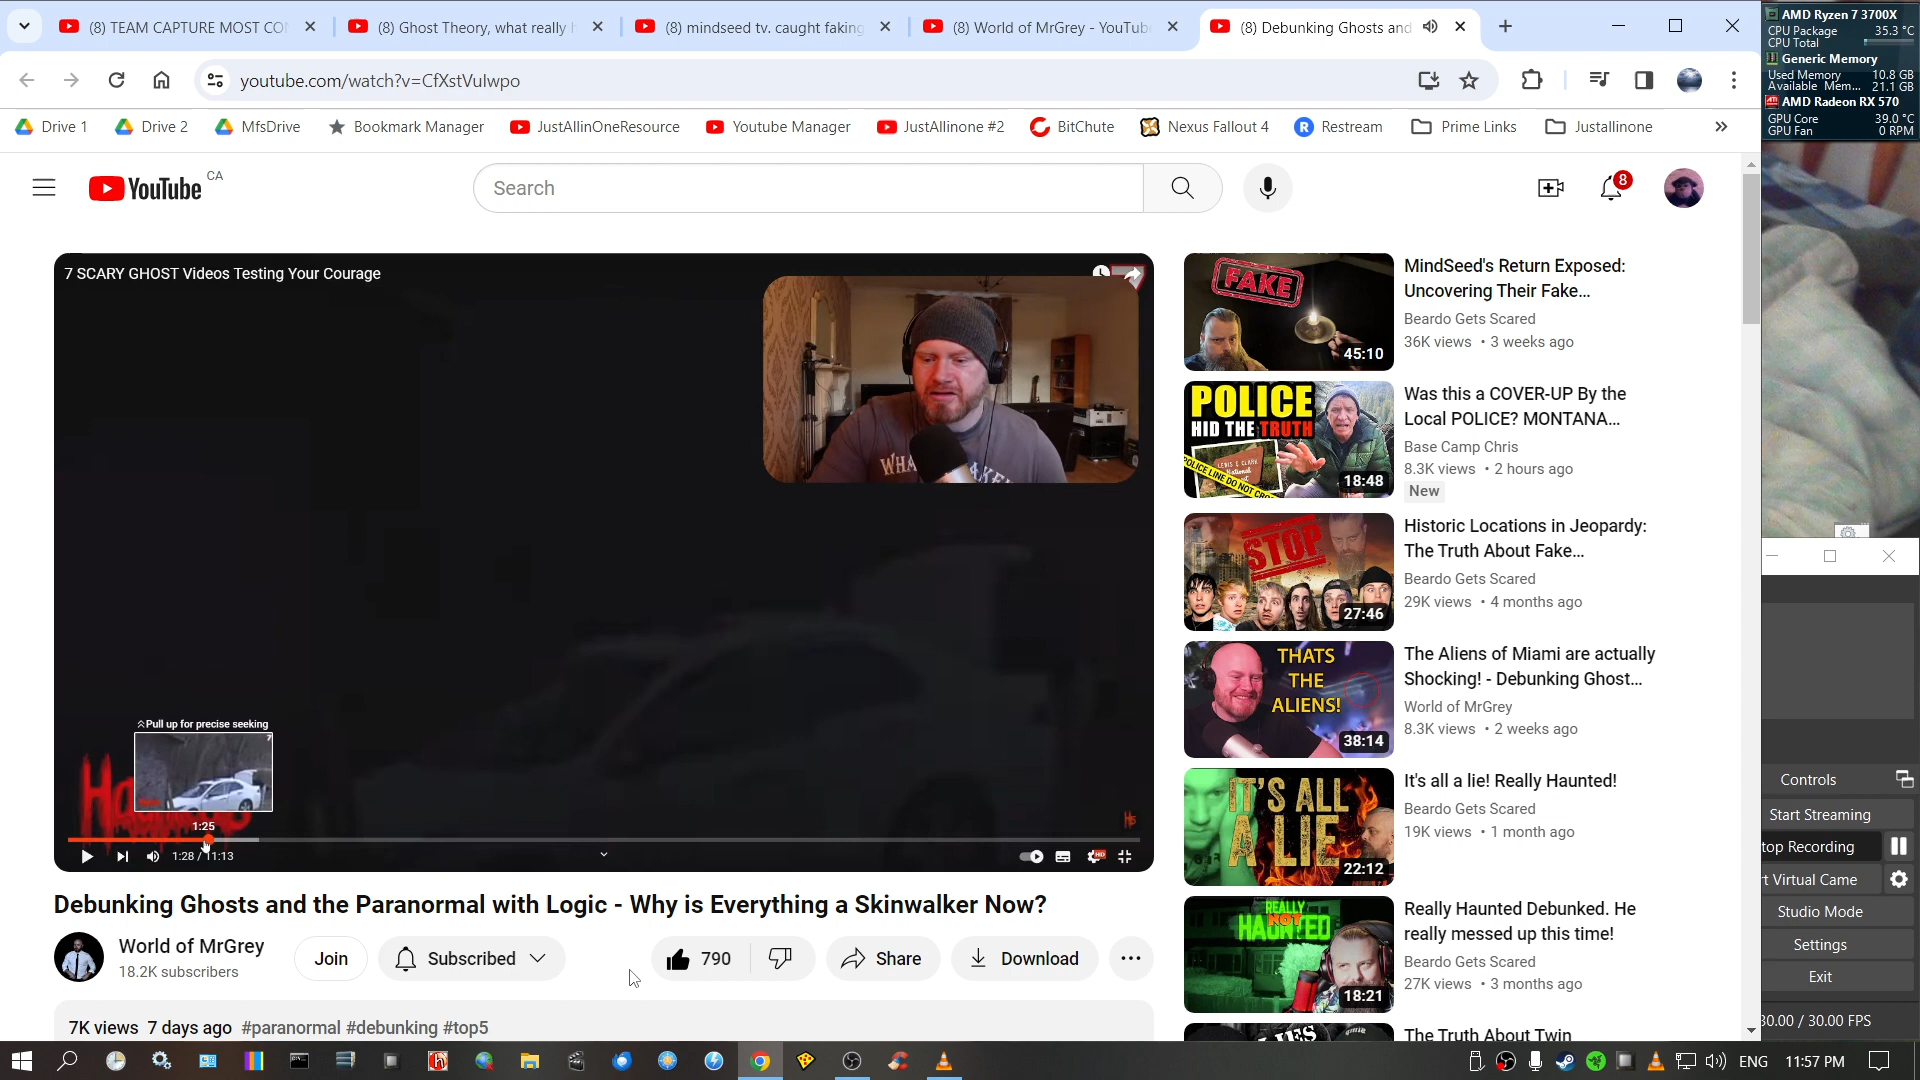 (8) TEAM CAPTURE MOST CO
(8) Ghost Theory, what really h
(8) mindseed tv. caught faking
(8) World of MrGrey - YouTube
(8) Debunking Ghosts and
youtube.com/watch?v=CfXstVulwpo
Drive 1
Drive 2
MfsDrive
Bookmark Manager
JustAllinOneResource
Youtube Manager
JustAllinone #2
BitChute
Nexus Fallout 4
Restream
Prime Links
Justallinone
AMD Ryzen 7 3700X
CPU Package 35.3 °C
CPU Total
Generic Memory
Used Memory 10.8 GB
Available Mem... 21.1 GB
AMD Radeon RX 570
GPU Core 39.0 °C
GPU Fan 0 RPM
YouTube CA
Search
8
7 SCARY GHOST Videos Testing Your Courage
Pull up for precise seeking
7
1:25
1:28 / 11:13
HD
H5
Debunking Ghosts and the Paranormal with Logic - Why is Everything a Skinwalker Now?
World of MrGrey
18.2K subscribers
Join
Subscribed
790
Share
Download
7K views 7 days ago #paranormal #debunking #top5
FAKE
45:10
MindSeed's Return Exposed:
Uncovering Their Fake...
Beardo Gets Scared
36K views • 3 weeks ago
POLICE
HID THE TRUTH
LEWIS & CLARK
National
POLICE LINE DO NOT CRO
18:48
Was this a COVER-UP By the
Local POLICE? MONTANA...
Base Camp Chris
8.3K views • 2 hours ago
New
STOP
27:46
Historic Locations in Jeopardy:
The Truth About Fake...
Beardo Gets Scared
29K views • 4 months ago
THATS
THE
ALIENS!
38:14
The Aliens of Miami are actually
Shocking! - Debunking Ghost...
World of MrGrey
8.3K views • 2 weeks ago
IT'S ALL
A LIE
22:12
It's all a lie! Really Haunted!
Beardo Gets Scared
19K views • 1 month ago
REALLY
NOT
HAUNTED
18:21
Really Haunted Debunked. He
really messed up this time!
Beardo Gets Scared
27K views • 3 months ago
LIES
The Truth About Twin
Controls
Start Streaming
top Recording
rt Virtual Came
Studio Mode
Settings
Exit
30.00 / 30.00 FPS
ENG
11:57 PM